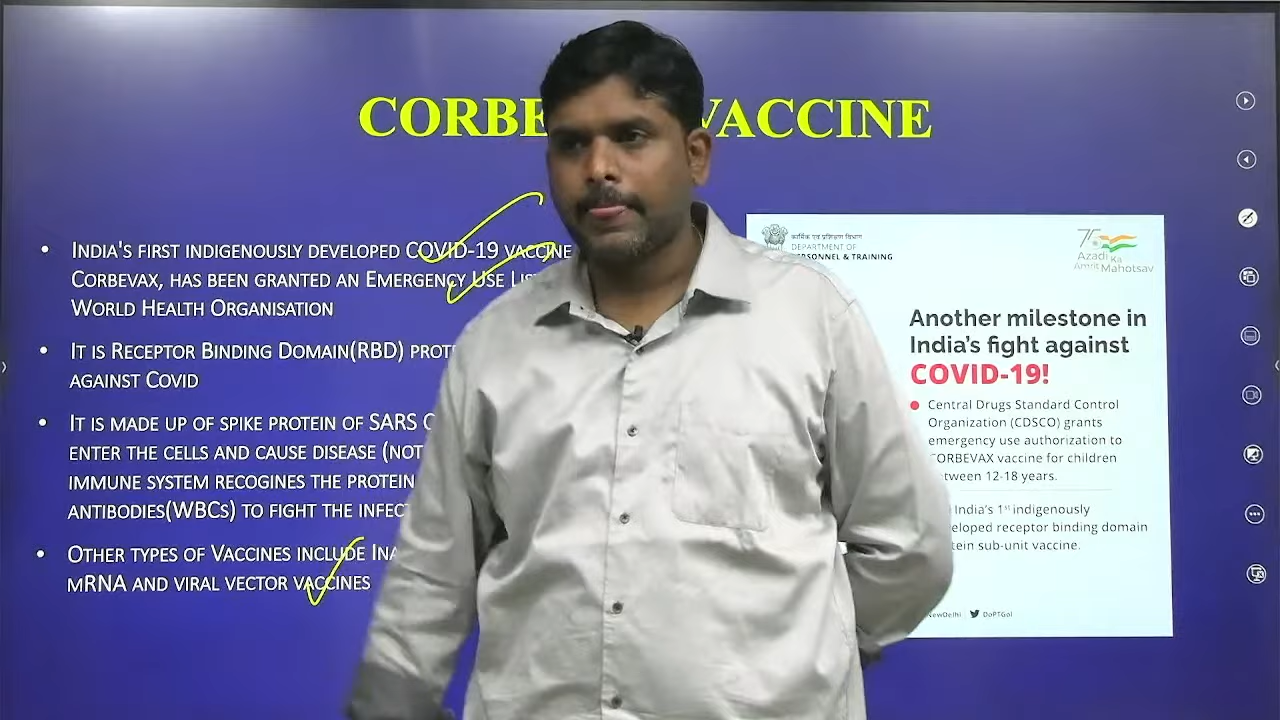 CORBE VACCINE
INDIA'S FIRST INDIGENOUSLY DEVELOPED COVID-19 VACCINE
CORBEVAX, HAS BEEN GRANTED AN EMERGENCY USE
WORLD HEALTH ORGANISATION
IT IS RECEPTOR BINDING DOMAIN(RBD)
AGAINST COVID
IT IS MADE UP OF SPIKE PROTEIN OF SARS
ENTER THE CELLS AND CAUSE DISEASE (NOT
IMMUNE SYSTEM RECOGINES THE PROTEIN
ANTIBODIES(WBCS) TO FIGHT THE INFECT
OTHER TYPES OF VACCINES INCLUDE
MRNA AND VIRAL VECTOR VACCINES
कार्मिक एवं प्रशिक्षण विभाग
DEPARTMENT OF
PERSONNEL & TRAINING
75
Azadi Ka
Amrit Mahotsav
Another milestone in
India's fight against
COVID-19!
Central Drugs Standard Control
Organization (CDSCO) grants
emergency use authorization to
CORBEVAX vaccine for children
between 12-18 years.
India's 1st indigenously
eloped receptor binding domain
tein sub-unit vaccine.
NewDelhi DoPTGoI